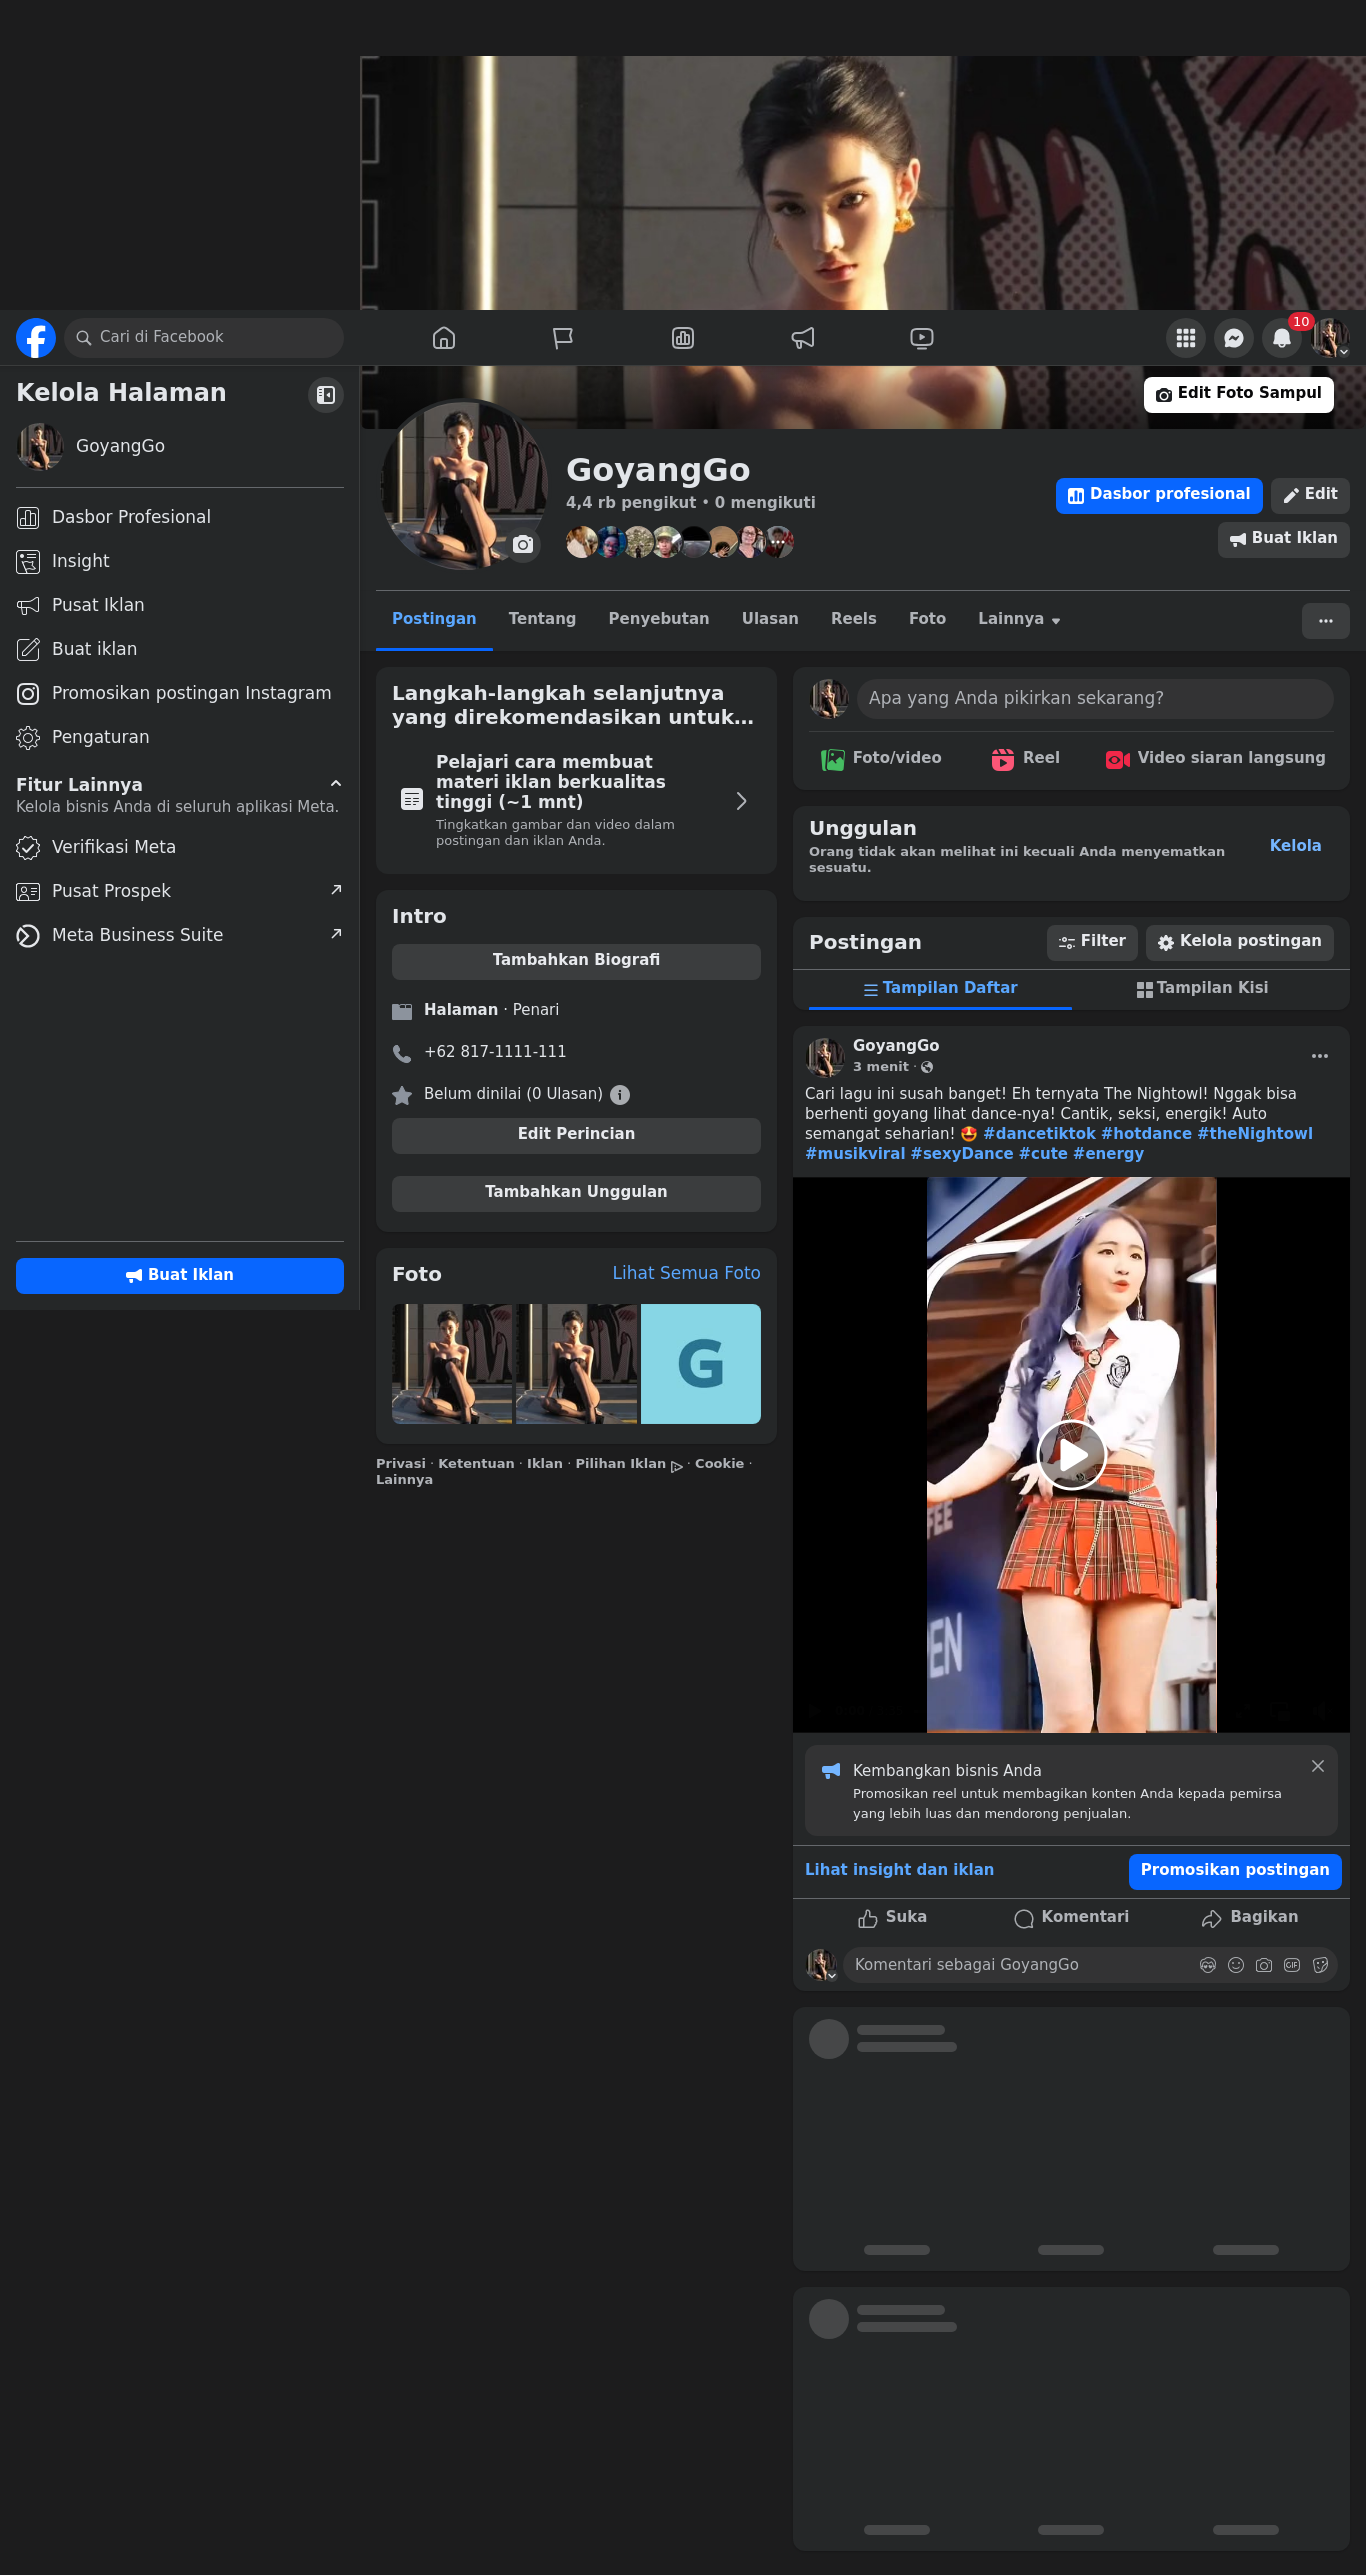 Cari di Facebook
10
Kelola Halaman
GoyangGo
Dasbor Profesional
Insight
Pusat Iklan
Buat iklan
Promosikan postingan Instagram
Pengaturan
Fitur Lainnya
Kelola bisnis Anda di seluruh aplikasi Meta.
Verifikasi Meta
Pusat Prospek
Meta Business Suite
Buat Iklan
Edit Foto Sampul
GoyangGo
4,4 rb pengikut • 0 mengikuti
Dasbor profesional
Edit
Buat Iklan
Postingan
Tentang
Penyebutan
Ulasan
Reels
Foto
Lainnya
Langkah-langkah selanjutnya
yang direkomendasikan untuk...
Pelajari cara membuat
materi iklan berkualitas
tinggi (~1 mnt)
Tingkatkan gambar dan video dalam
postingan dan iklan Anda.
Intro
Tambahkan Biografi
Halaman · Penari
+62 817-1111-111
Belum dinilai (0 Ulasan)
Edit Perincian
Tambahkan Unggulan
Foto
Lihat Semua Foto
G
Privasi · Ketentuan · Iklan · Pilihan Iklan · Cookie ·
Lainnya
Apa yang Anda pikirkan sekarang?
Foto/video
Reel
Video siaran langsung
Unggulan
Orang tidak akan melihat ini kecuali Anda menyematkan
sesuatu.
Kelola
Postingan
Filter
Kelola postingan
Tampilan Daftar
Tampilan Kisi
GoyangGo
3 menit ·
Cari lagu ini susah banget! Eh ternyata The Nightowl! Nggak bisa
berhenti goyang lihat dance-nya! Cantik, seksi, energik! Auto
semangat seharian! 🤩 #dancetiktok #hotdance #theNightowl
#musikviral #sexyDance #cute #energy
FEE
EN
Kembangkan bisnis Anda
Promosikan reel untuk membagikan konten Anda kepada pemirsa
yang lebih luas dan mendorong penjualan.
Lihat insight dan iklan
Promosikan postingan
Suka
Komentari
Bagikan
Komentari sebagai GoyangGo
GIF